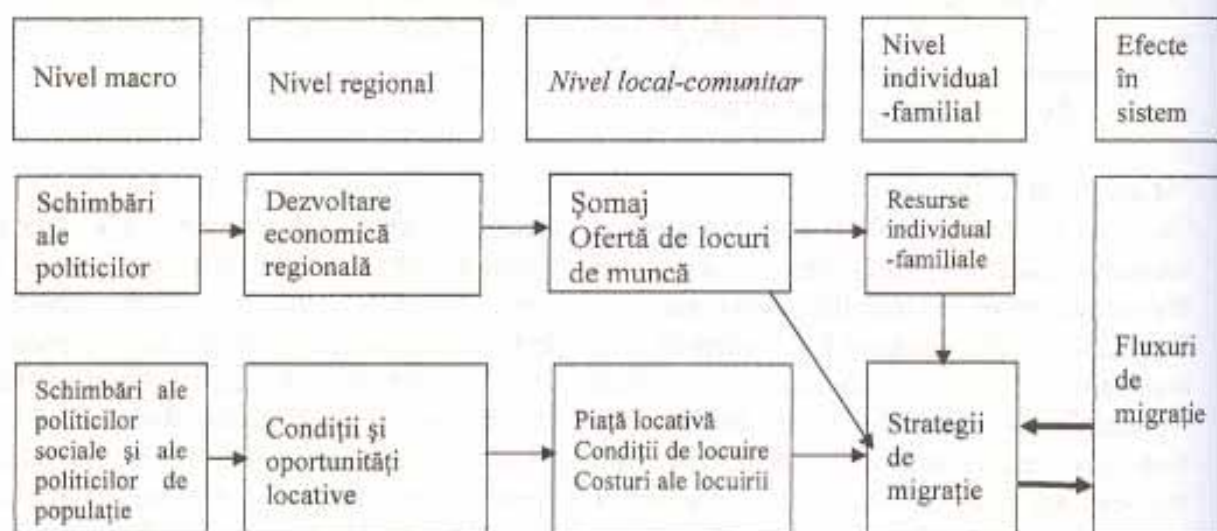 Nivel macro
Nivel regional
Nivel local-comunitar
Nivel
individual
-familial
Efecte
în
sistem
Schimbări
ale
politicilor
Dezvoltare
economică
regională
Şomaj
Ofertă de locuri
de muncă
Resurse
individual
-familiale
Schimbări ale
politicilor
sociale şi ale
politicilor de
populaţie
Condiţii şi
oportunităţi
locative
Piaţă locativă
Condiţii de locuire
Costuri ale locuirii
Strategii
de
migraţie
Fluxuri
de
migraţie